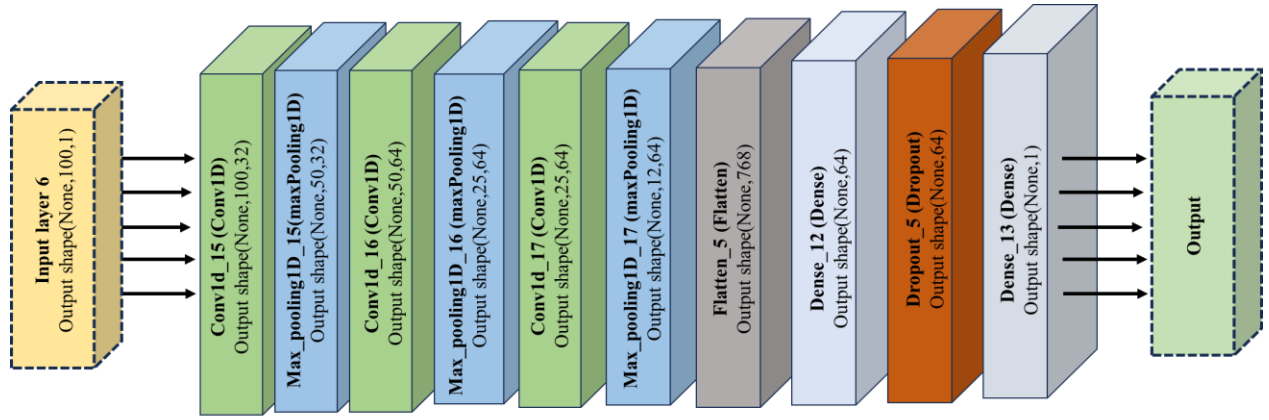 Input layer 6
Output shape(None,100,1)
Conv1d_15 (Conv1D)
Output shape(None,100,32)
Max_pooling1D_15(maxPooling1D)
Output shape(None,50,32)
Conv1d_16 (Conv1D)
Output shape(None,50,64)
Max_pooling1D_16 (maxPooling1D)
Output shape(None,25,64)
Conv1d_17 (Conv1D)
Output shape(None,25,64)
Max_pooling1D_17 (maxPooling1D)
Output shape(None,12,64)
Flatten_5 (Flatten)
Output shape(None,768)
Dense_12 (Dense)
Output shape(None,64)
Dropout_5 (Dropout)
Output shape(None,64)
Dense_13 (Dense)
Output shape(None,1)
Output